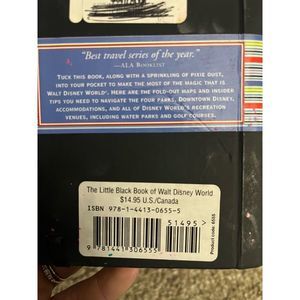 "Best travel series of the year."
—ALA Booklist
Tuck this book, along with a sprinkling of pixie dust,
into your pocket to make the most of the magic that is
Walt Disney World®. Here are the fold-out maps and insider
tips you need to navigate the four parks, Downtown Disney,
accommodations, and all of Disney World's recreation
venues, including water parks and golf courses.
The Little Black Book of Walt Disney World
$14.95 U.S./Canada
ISBN 978-1-4413-0655-5
51495>
9 781441 306555
Product code: 6555